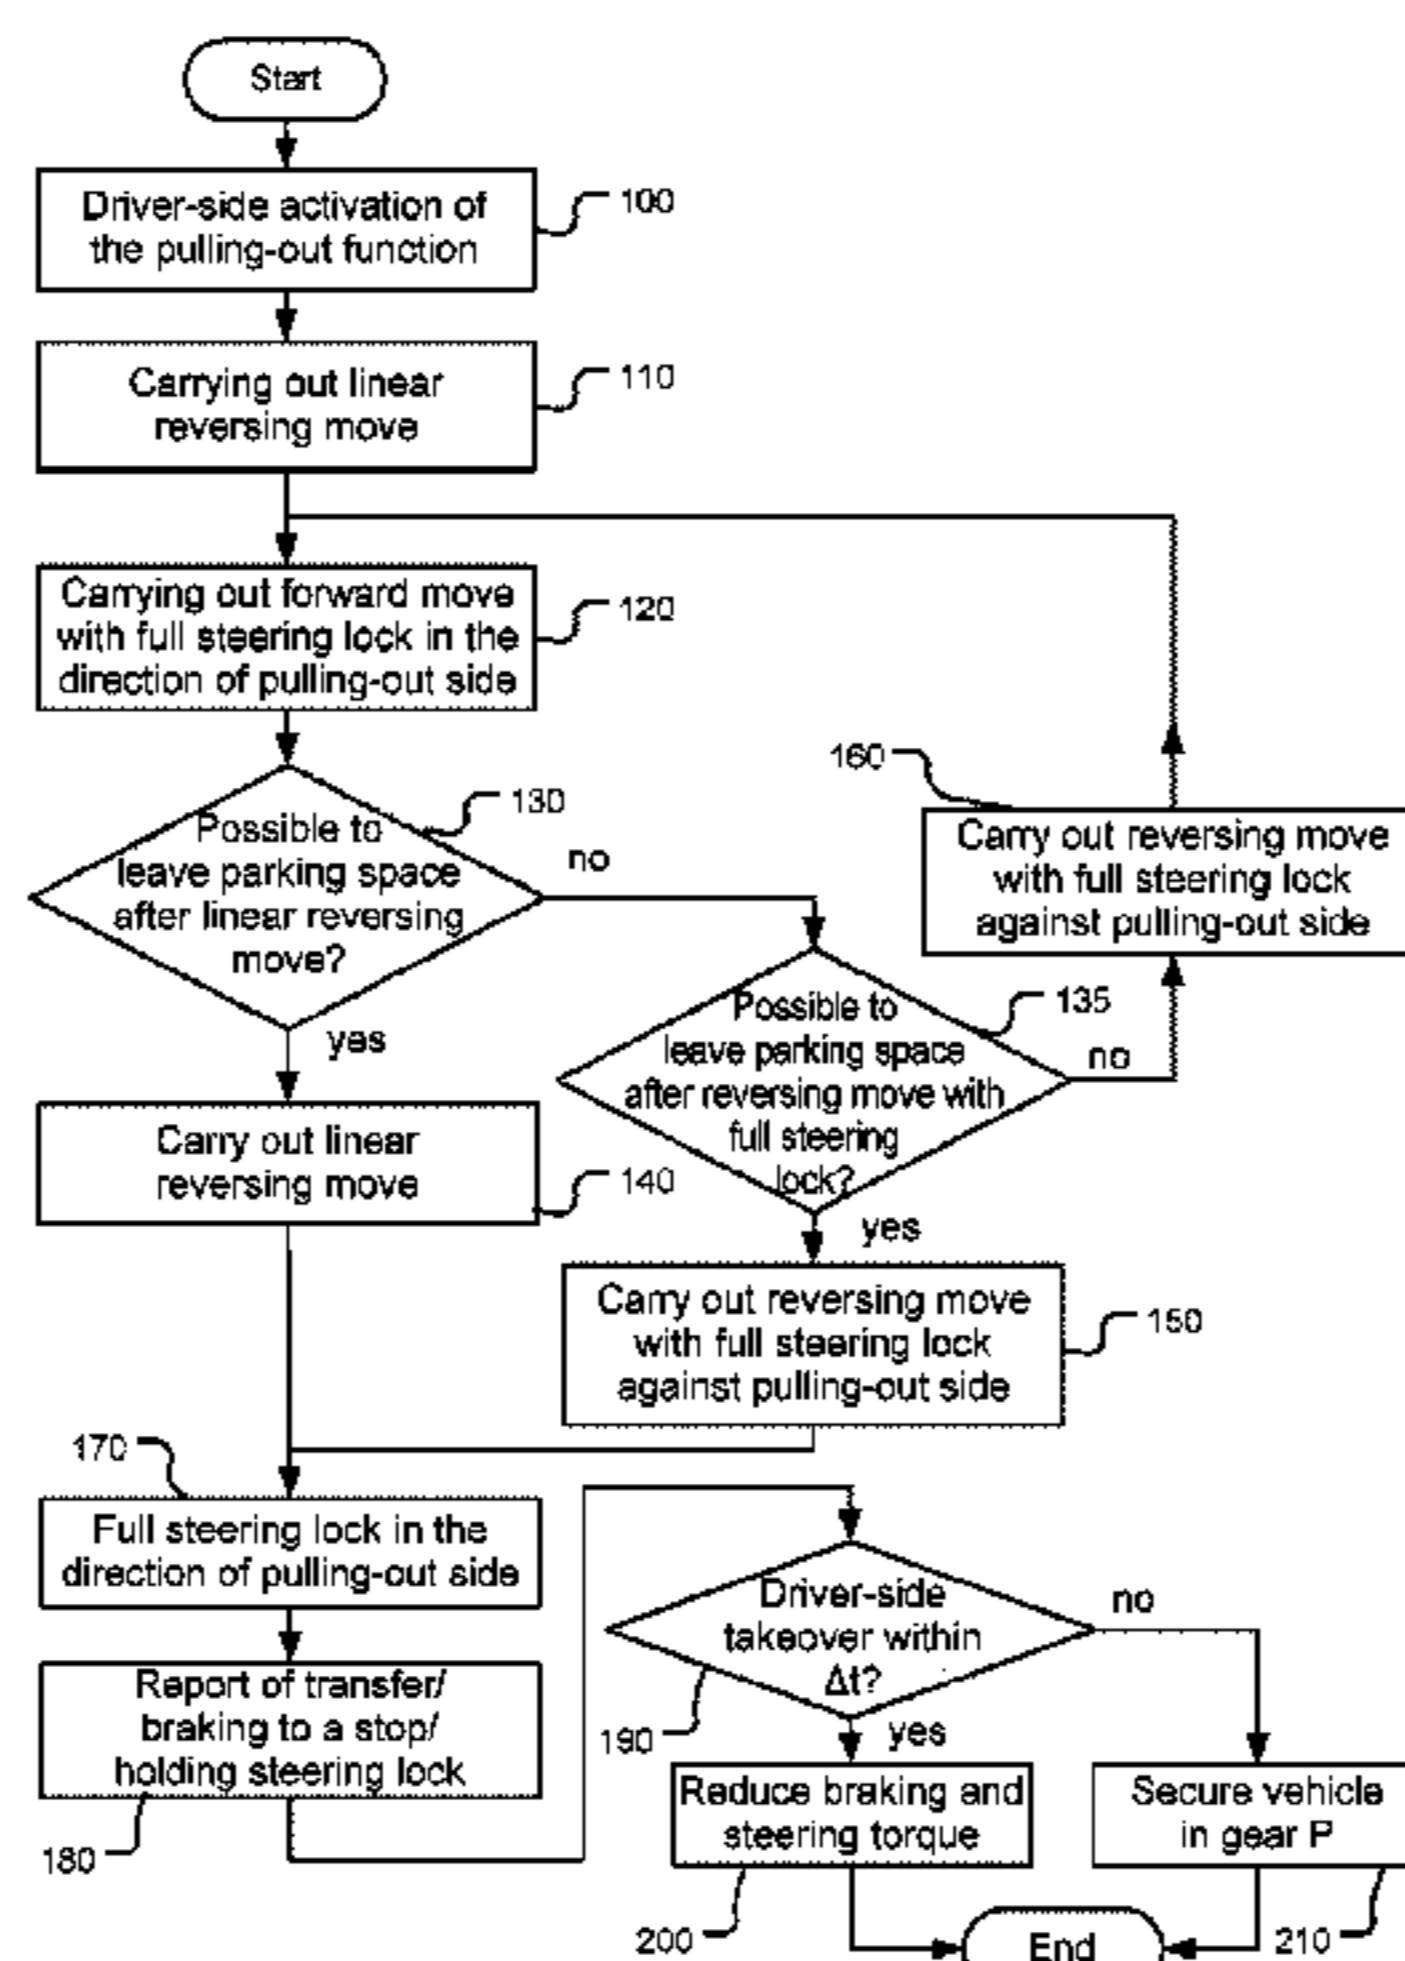 Start
Driver-side activation of
the pulling-out function
100
Carrying out linear
reversing move
110
Carrying out forward move
with full steering lock in the
direction of pulling-out side
120
Possible to
leave parking space
after linear reversing
move?
130
no
yes
160
Carry out reversing move
with full steering lock
against pulling-out side
Possible to
leave parking space
after reversing move with
full steering
lock?
135
no
yes
Carry out linear
reversing move
140
Carry out reversing move
with full steering lock
against pulling-out side
150
170
Full steering lock in the
direction of pulling-out side
Report of transfer/
braking to a stop/
holding steering lock
180
Driver-side
takeover within
Δt?
190
no
yes
Reduce braking and
steering torque
200
Secure vehicle
in gear P
210
End